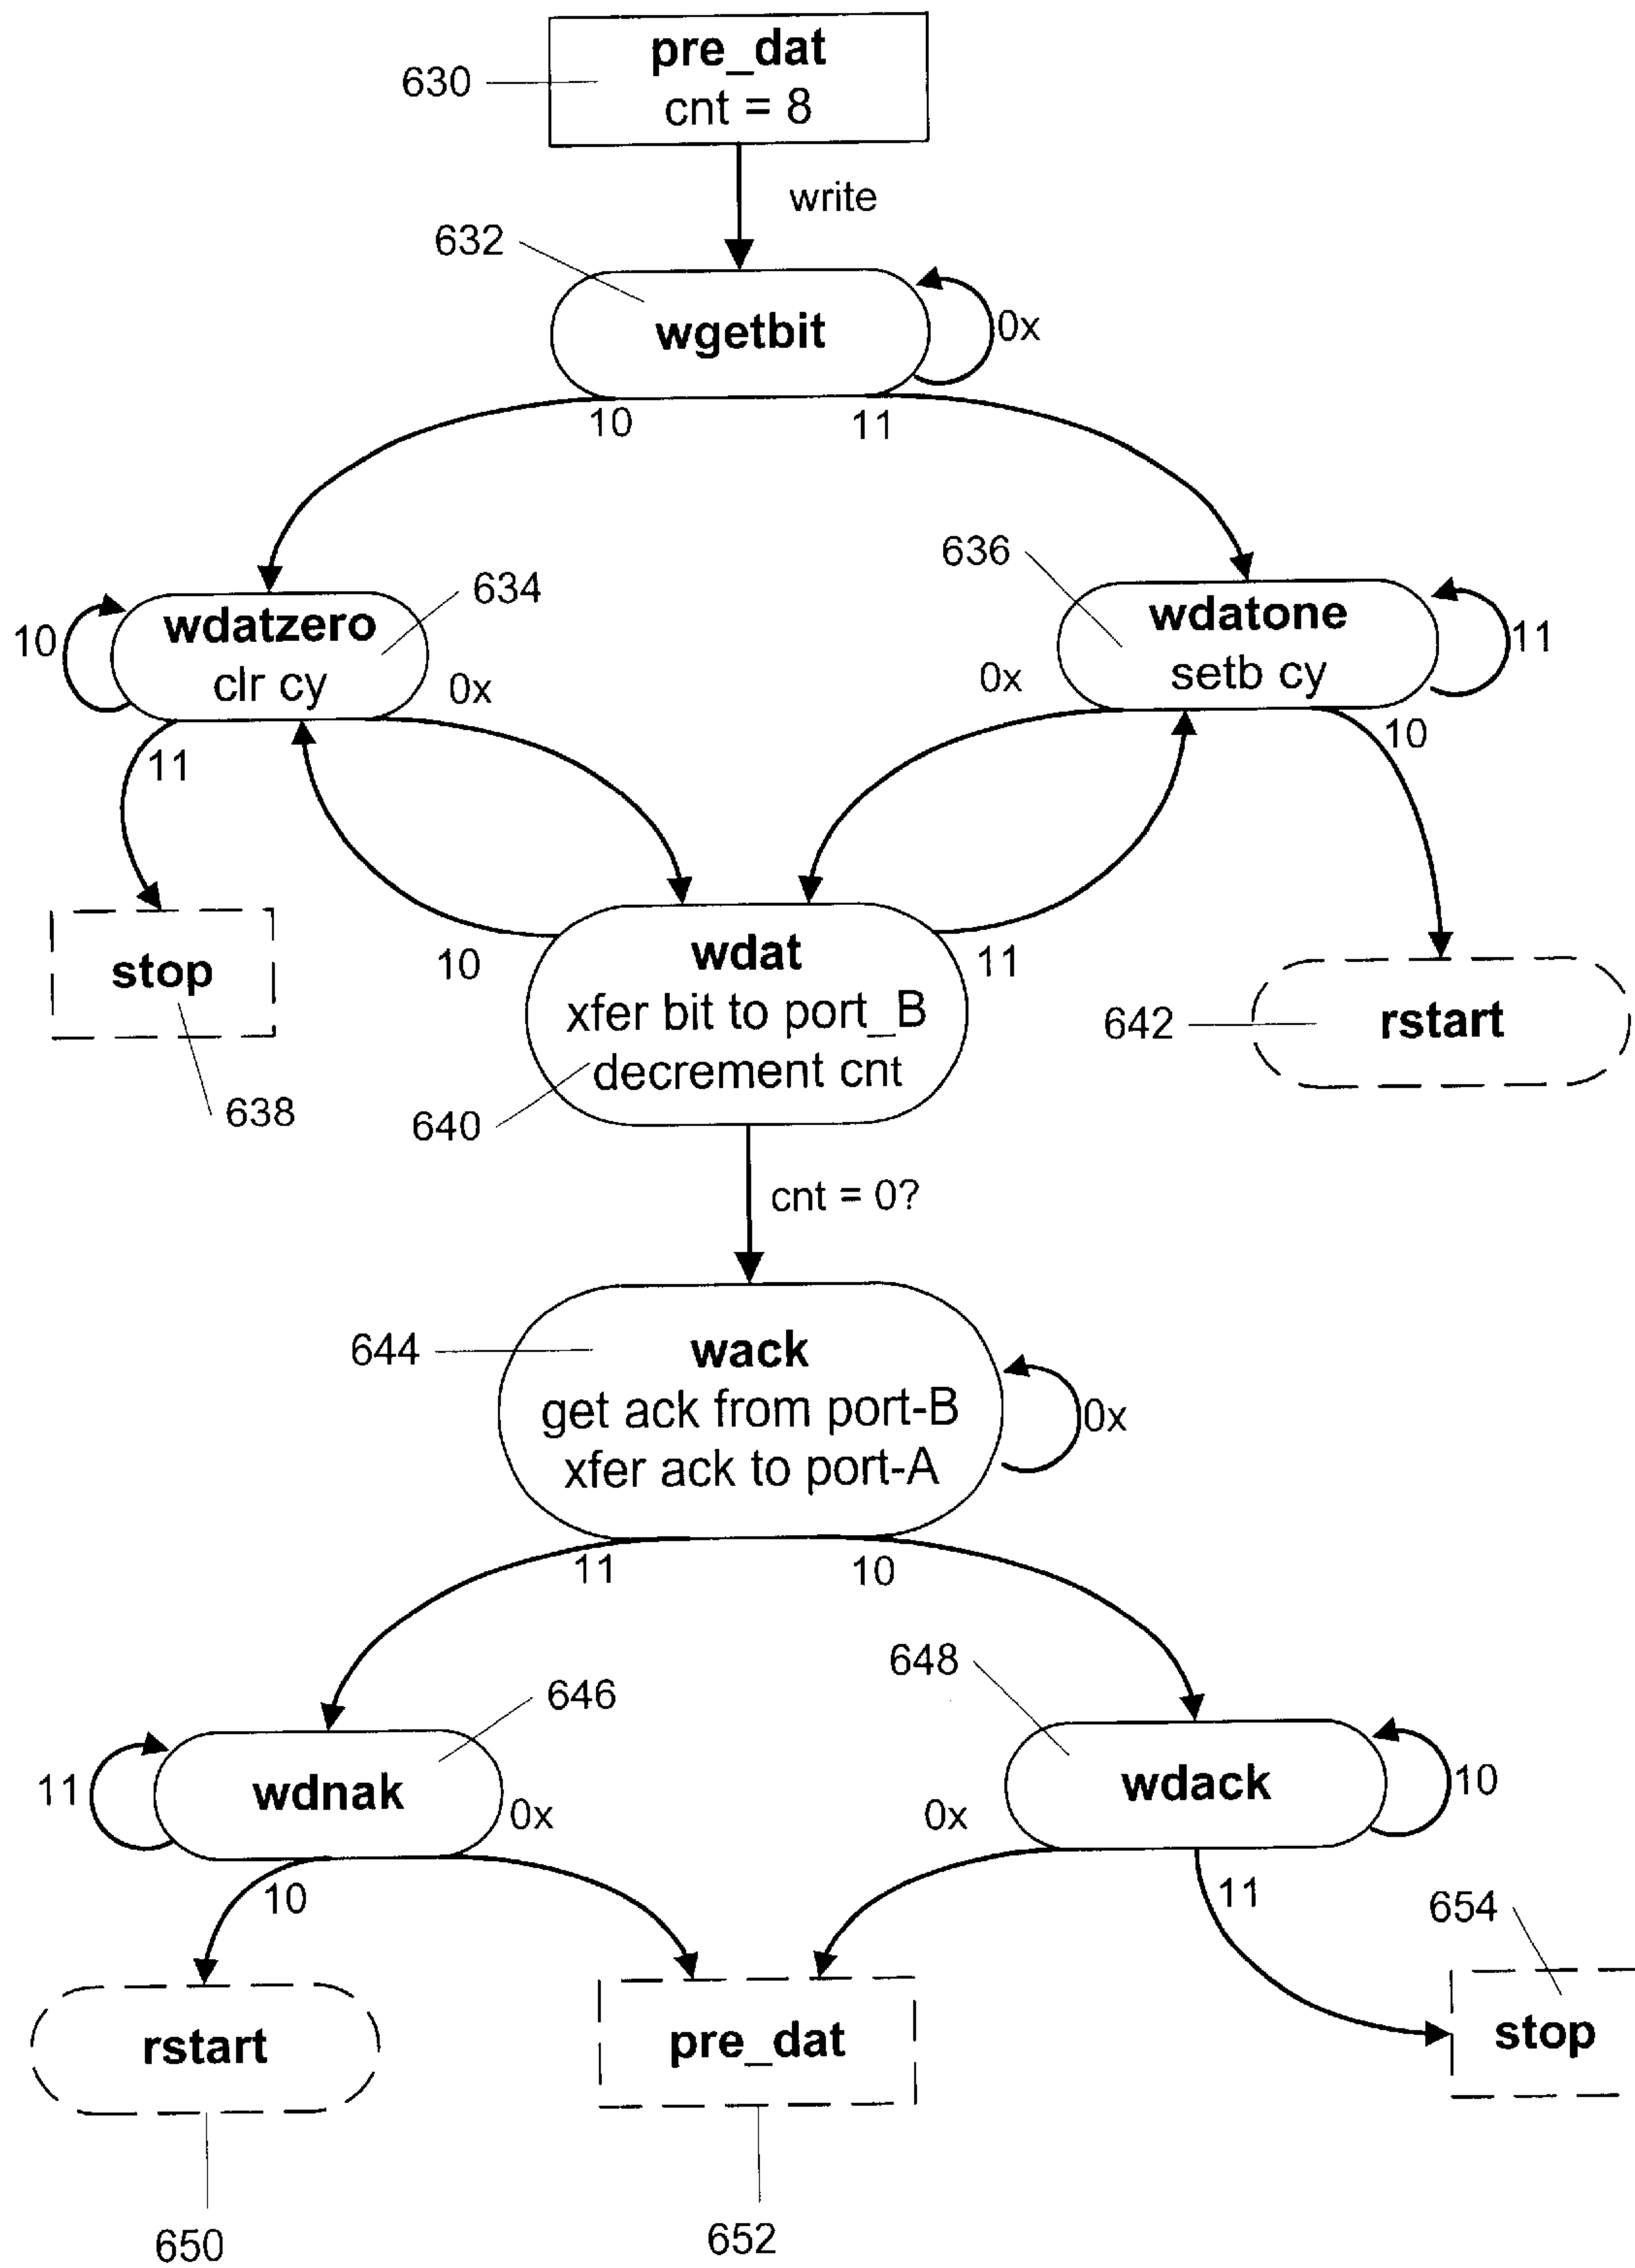 pre_dat
630
cnt = 8
write
632
wgetbit
0x
10
11
636
634
wdatzero
clr cy
10
0x
wdatone
setb cy
0x
11
11
10
stop
638
10
wdat
11
xfer bit to port_B
decrement cnt
640
642
rstart
cnt = 0?
644
wack
get ack from port-B
xfer ack to port-A
0x
11
10
648
646
11
wdnak
0x
wdack
0x
10
10
11
654
rstart
pre_dat
stop
650
652